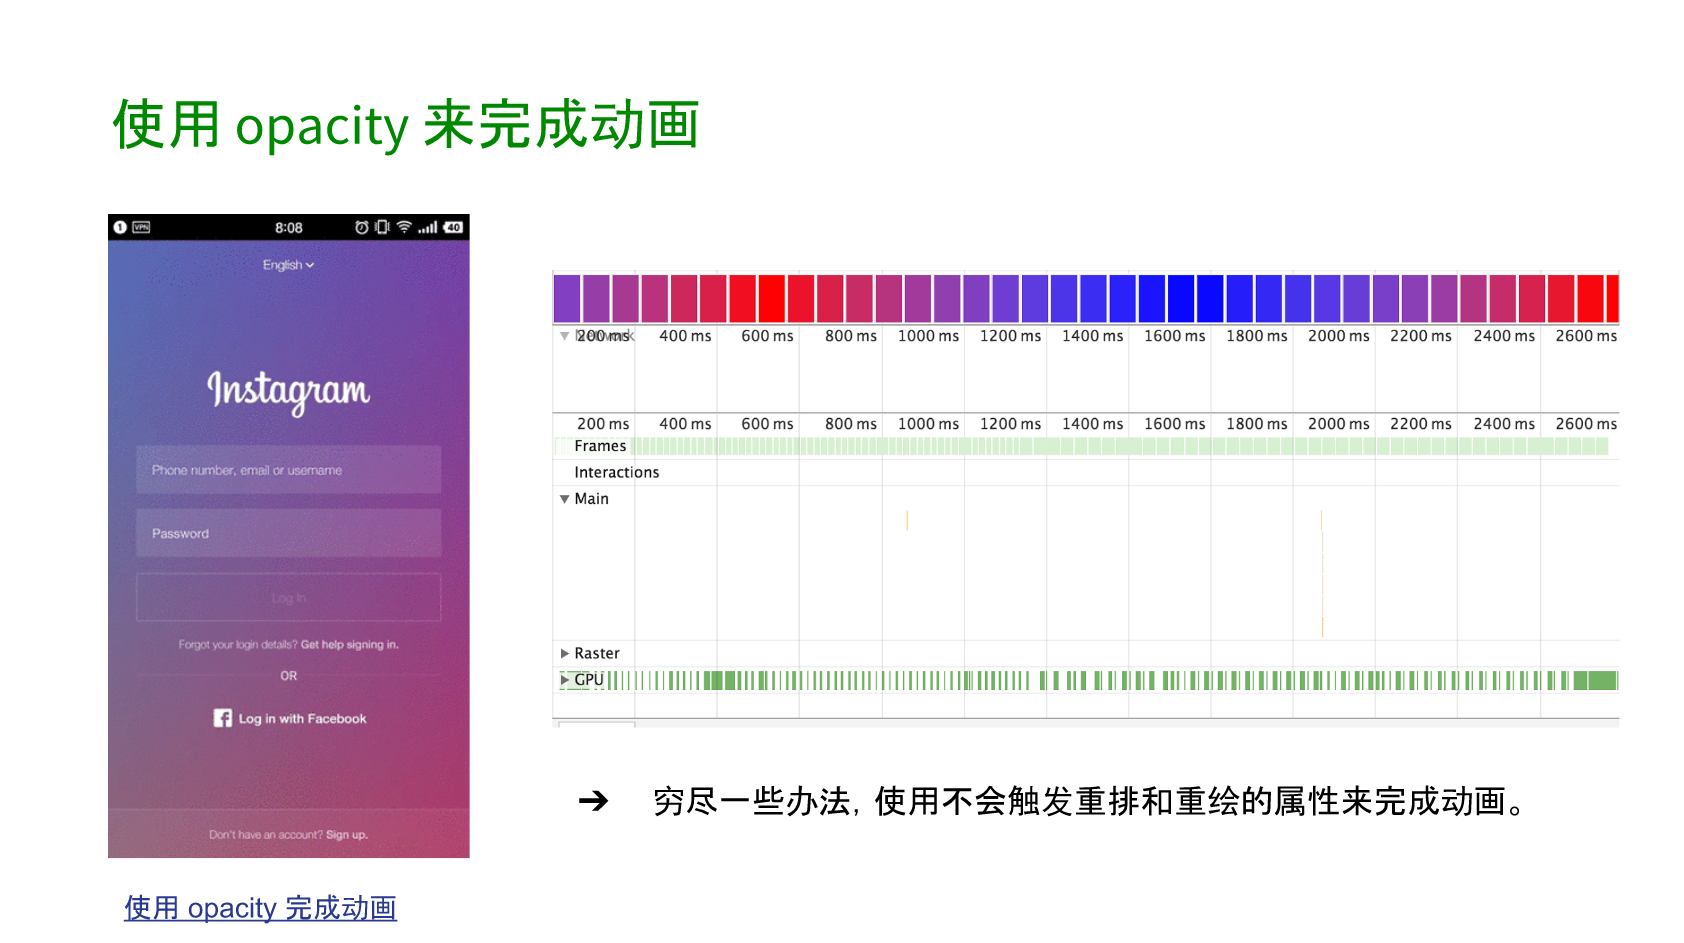 使用 opacity 来完成动画
1 VPN 8:08 40
English
Instagram
Phone number, email or username
Password
Log In
Forgot your login details? Get help signing in.
OR
Log in with Facebook
Don't have an account? Sign up.
使用 opacity 完成动画
Network
200 ms 400 ms 600 ms 800 ms 1000 ms 1200 ms 1400 ms 1600 ms 1800 ms 2000 ms 2200 ms 2400 ms 2600 ms
200 ms 400 ms 600 ms 800 ms 1000 ms 1200 ms 1400 ms 1600 ms 1800 ms 2000 ms 2200 ms 2400 ms 2600 ms
Frames
Interactions
Main
Raster
GPU
➔ 穷尽一些办法，使用不会触发重排和重绘的属性来完成动画。